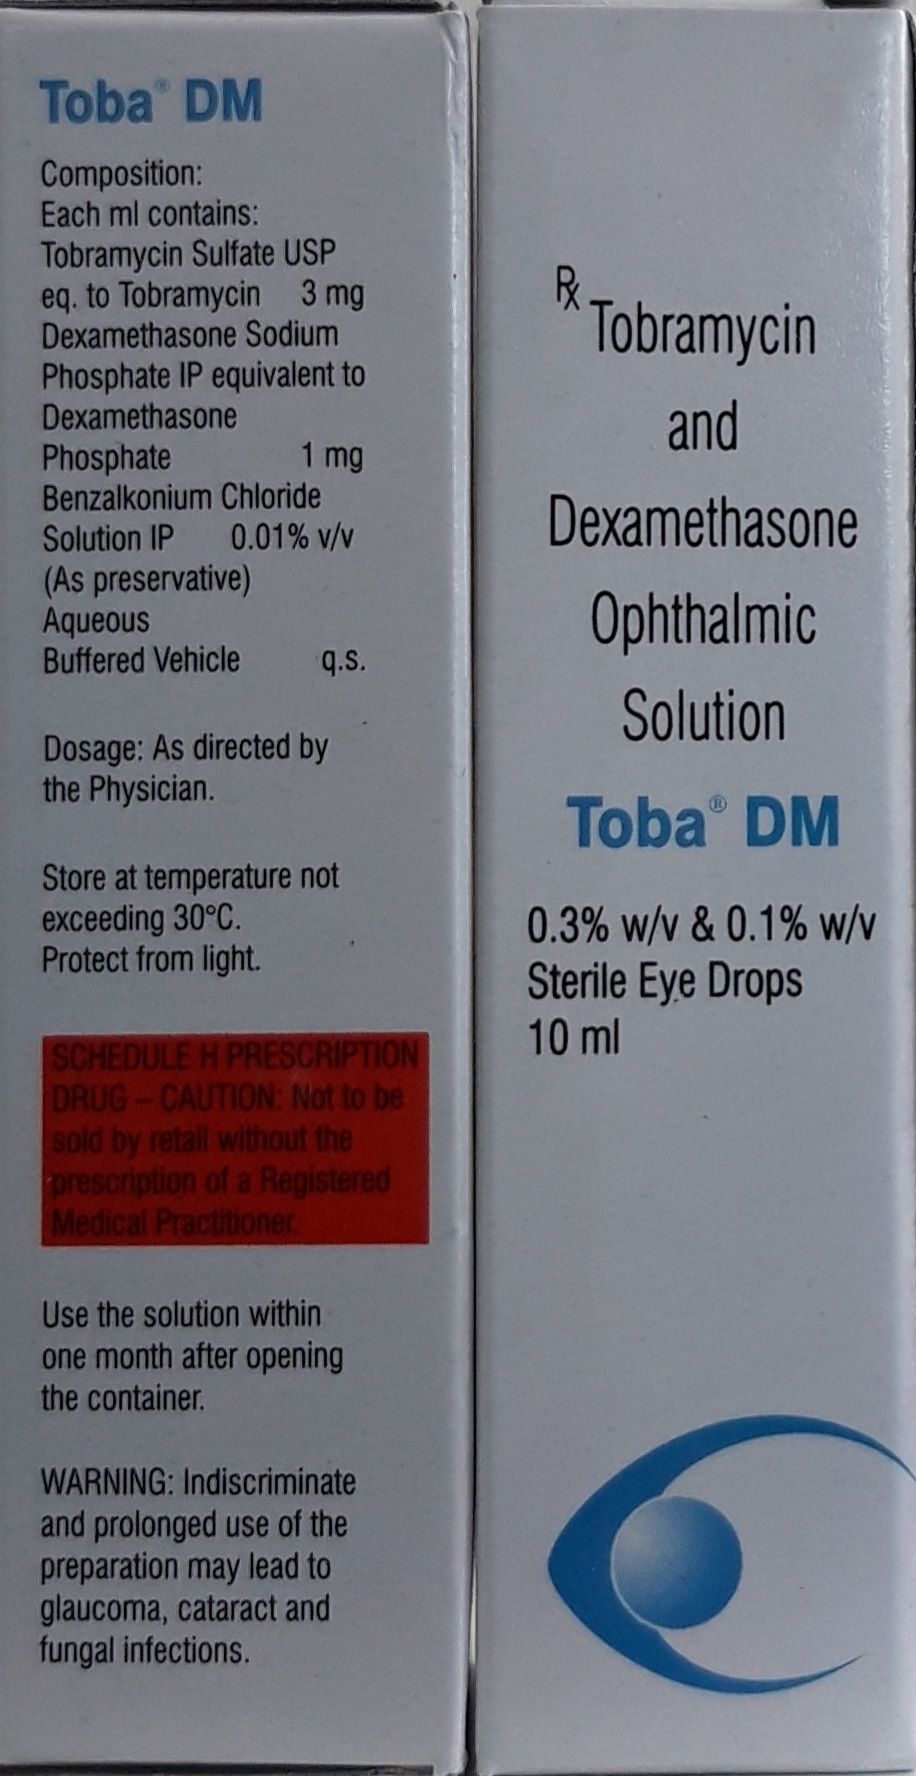 Toba® DM
Composition:
Each ml contains:
Tobramycin Sulfate USP
eq. to Tobramycin 3 mg
Dexamethasone Sodium
Phosphate IP equivalent to
Dexamethasone
Phosphate 1 mg
Benzalkonium Chloride
Solution IP 0.01% v/v
(As preservative)
Aqueous
Buffered Vehicle q.s.
Dosage: As directed by
the Physician.
Store at temperature not
exceeding 30°C.
Protect from light.
SCHEDULE H PRESCRIPTION
DRUG – CAUTION: Not to be
sold by retail without the
prescription of a Registered
Medical Practitioner.
Use the solution within
one month after opening
the container.
WARNING: Indiscriminate
and prolonged use of the
preparation may lead to
glaucoma, cataract and
fungal infections.
Rx
Tobramycin
and
Dexamethasone
Ophthalmic
Solution
Toba® DM
0.3% w/v & 0.1% w/v
Sterile Eye Drops
10 ml